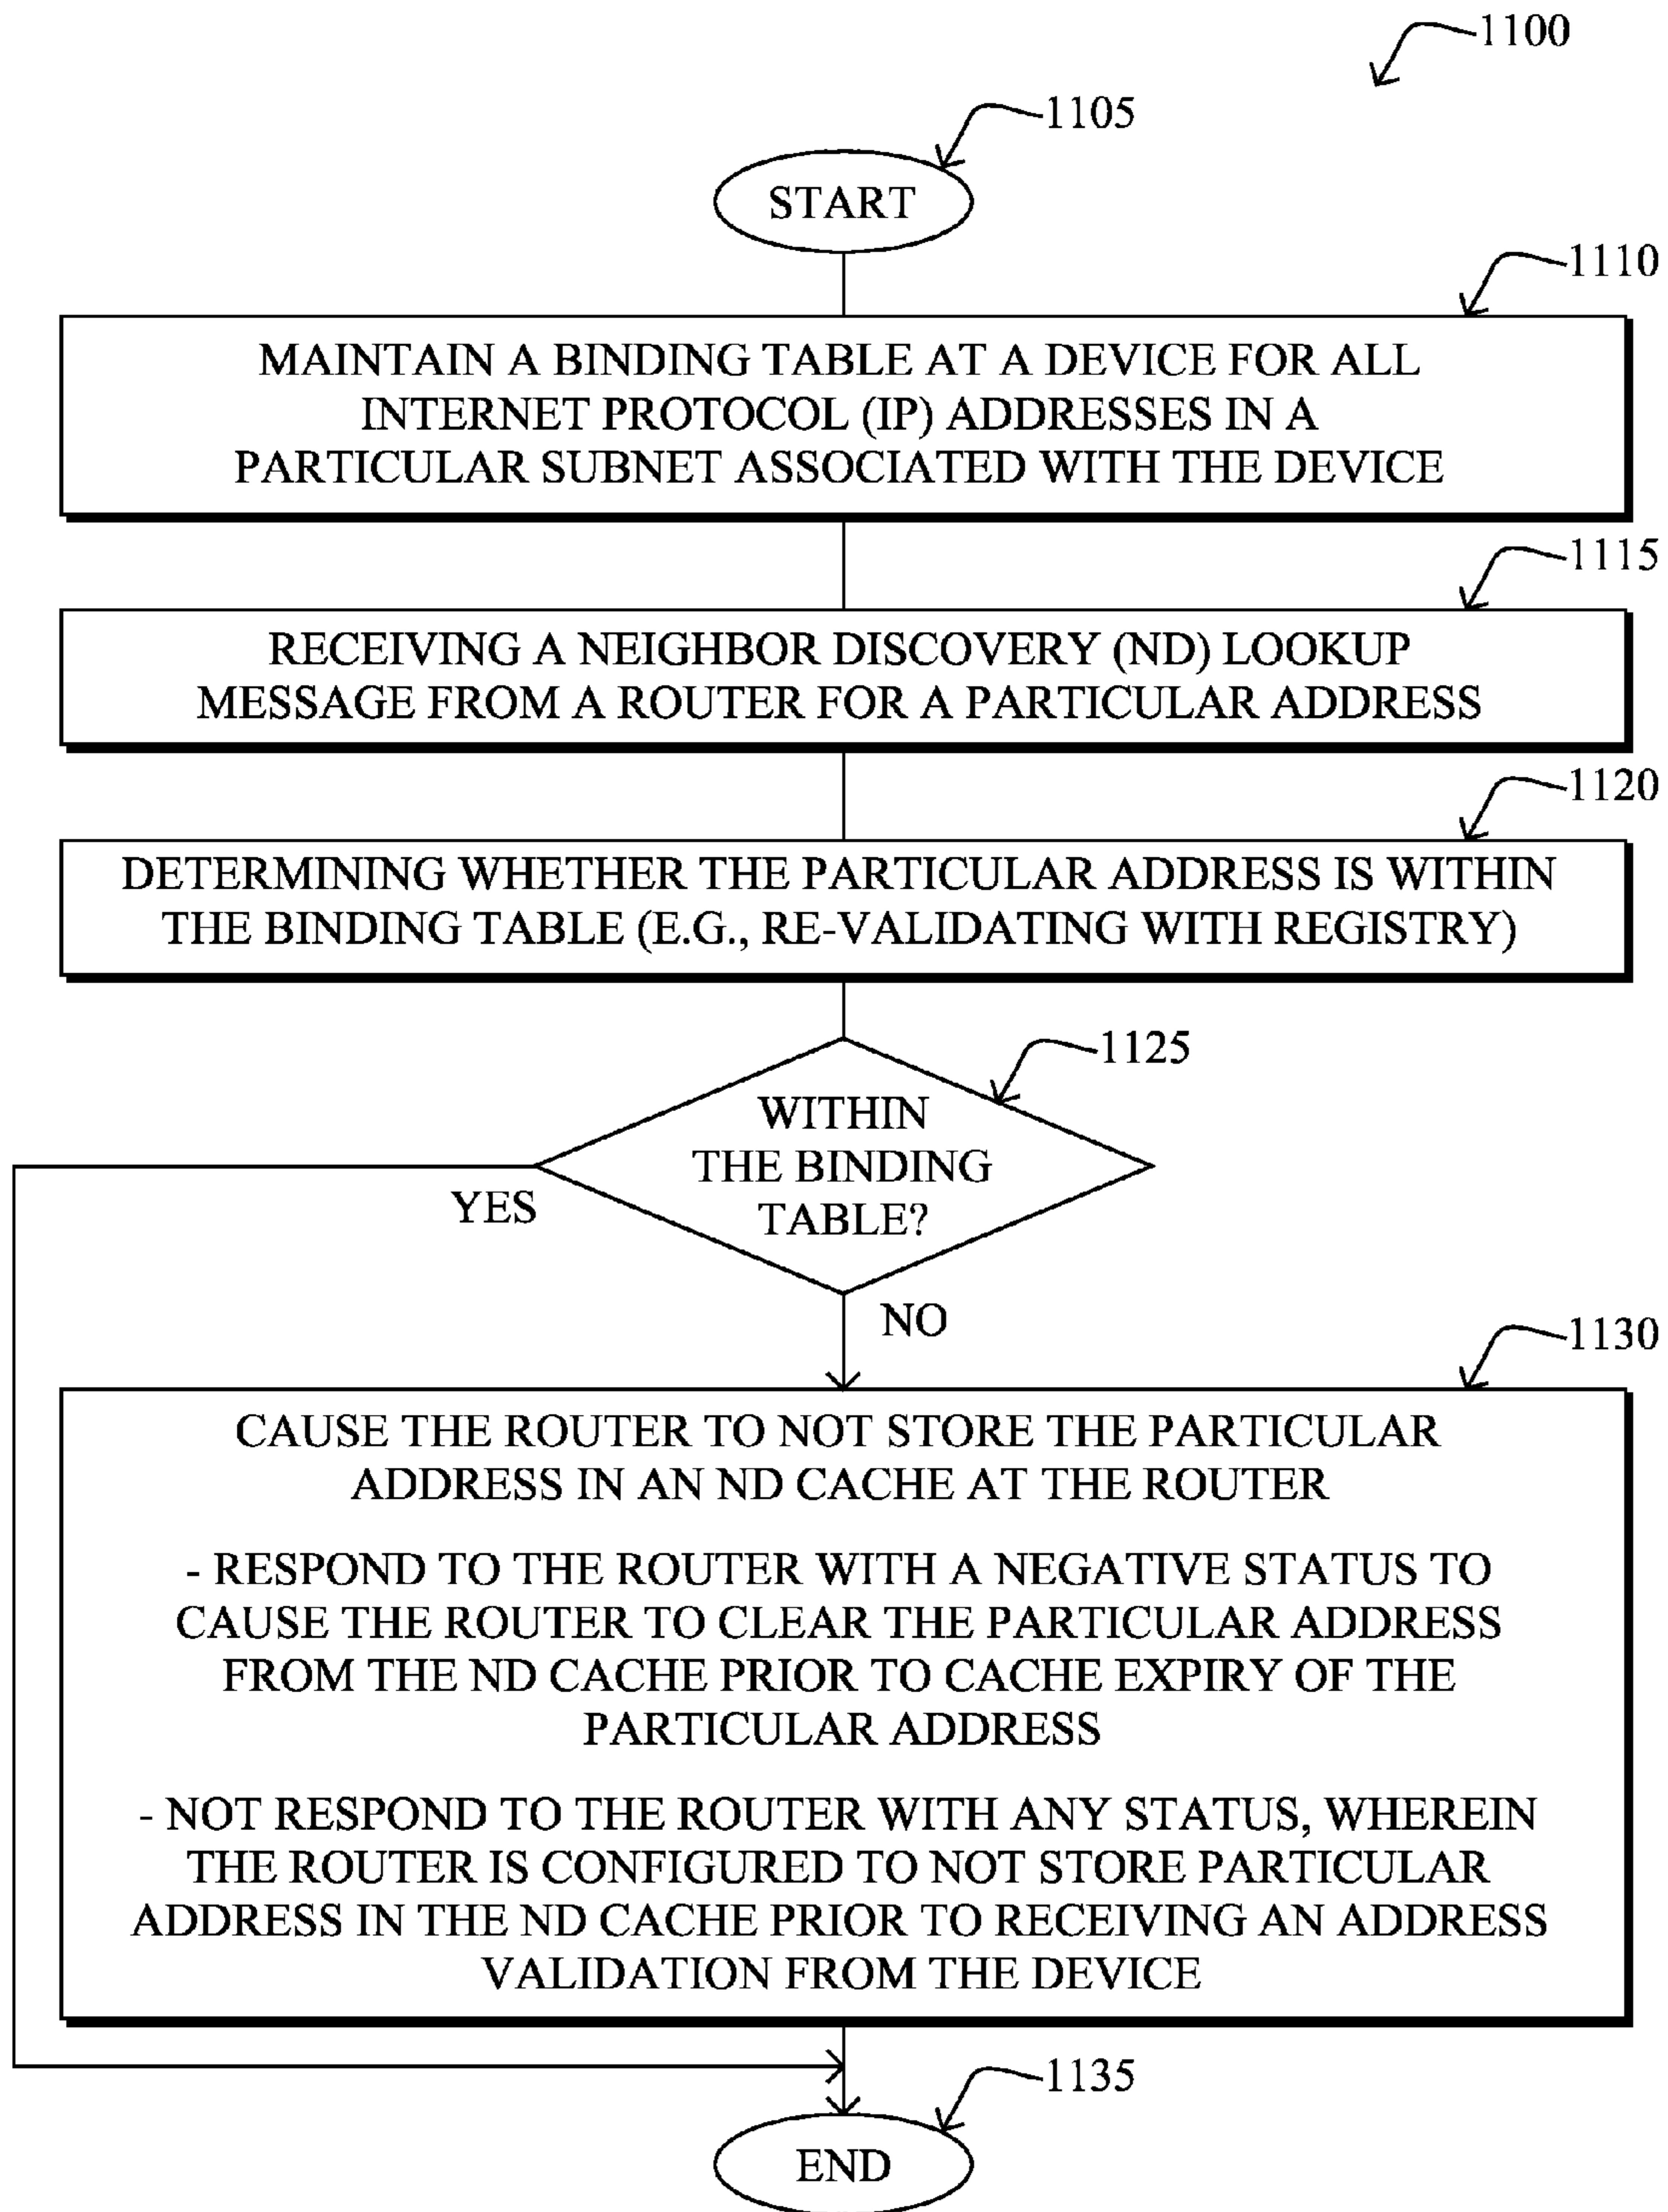 1100
1105
START
1110
MAINTAIN A BINDING TABLE AT A DEVICE FOR ALL
INTERNET PROTOCOL (IP) ADDRESSES IN A
PARTICULAR SUBNET ASSOCIATED WITH THE DEVICE
1115
RECEIVING A NEIGHBOR DISCOVERY (ND) LOOKUP
MESSAGE FROM A ROUTER FOR A PARTICULAR ADDRESS
1120
DETERMINING WHETHER THE PARTICULAR ADDRESS IS WITHIN
THE BINDING TABLE (E.G., RE-VALIDATING WITH REGISTRY)
1125
WITHIN
THE BINDING
TABLE?
YES
NO
1130
CAUSE THE ROUTER TO NOT STORE THE PARTICULAR
ADDRESS IN AN ND CACHE AT THE ROUTER
- RESPOND TO THE ROUTER WITH A NEGATIVE STATUS TO
CAUSE THE ROUTER TO CLEAR THE PARTICULAR ADDRESS
FROM THE ND CACHE PRIOR TO CACHE EXPIRY OF THE
PARTICULAR ADDRESS
- NOT RESPOND TO THE ROUTER WITH ANY STATUS, WHEREIN
THE ROUTER IS CONFIGURED TO NOT STORE PARTICULAR
ADDRESS IN THE ND CACHE PRIOR TO RECEIVING AN ADDRESS
VALIDATION FROM THE DEVICE
1135
END